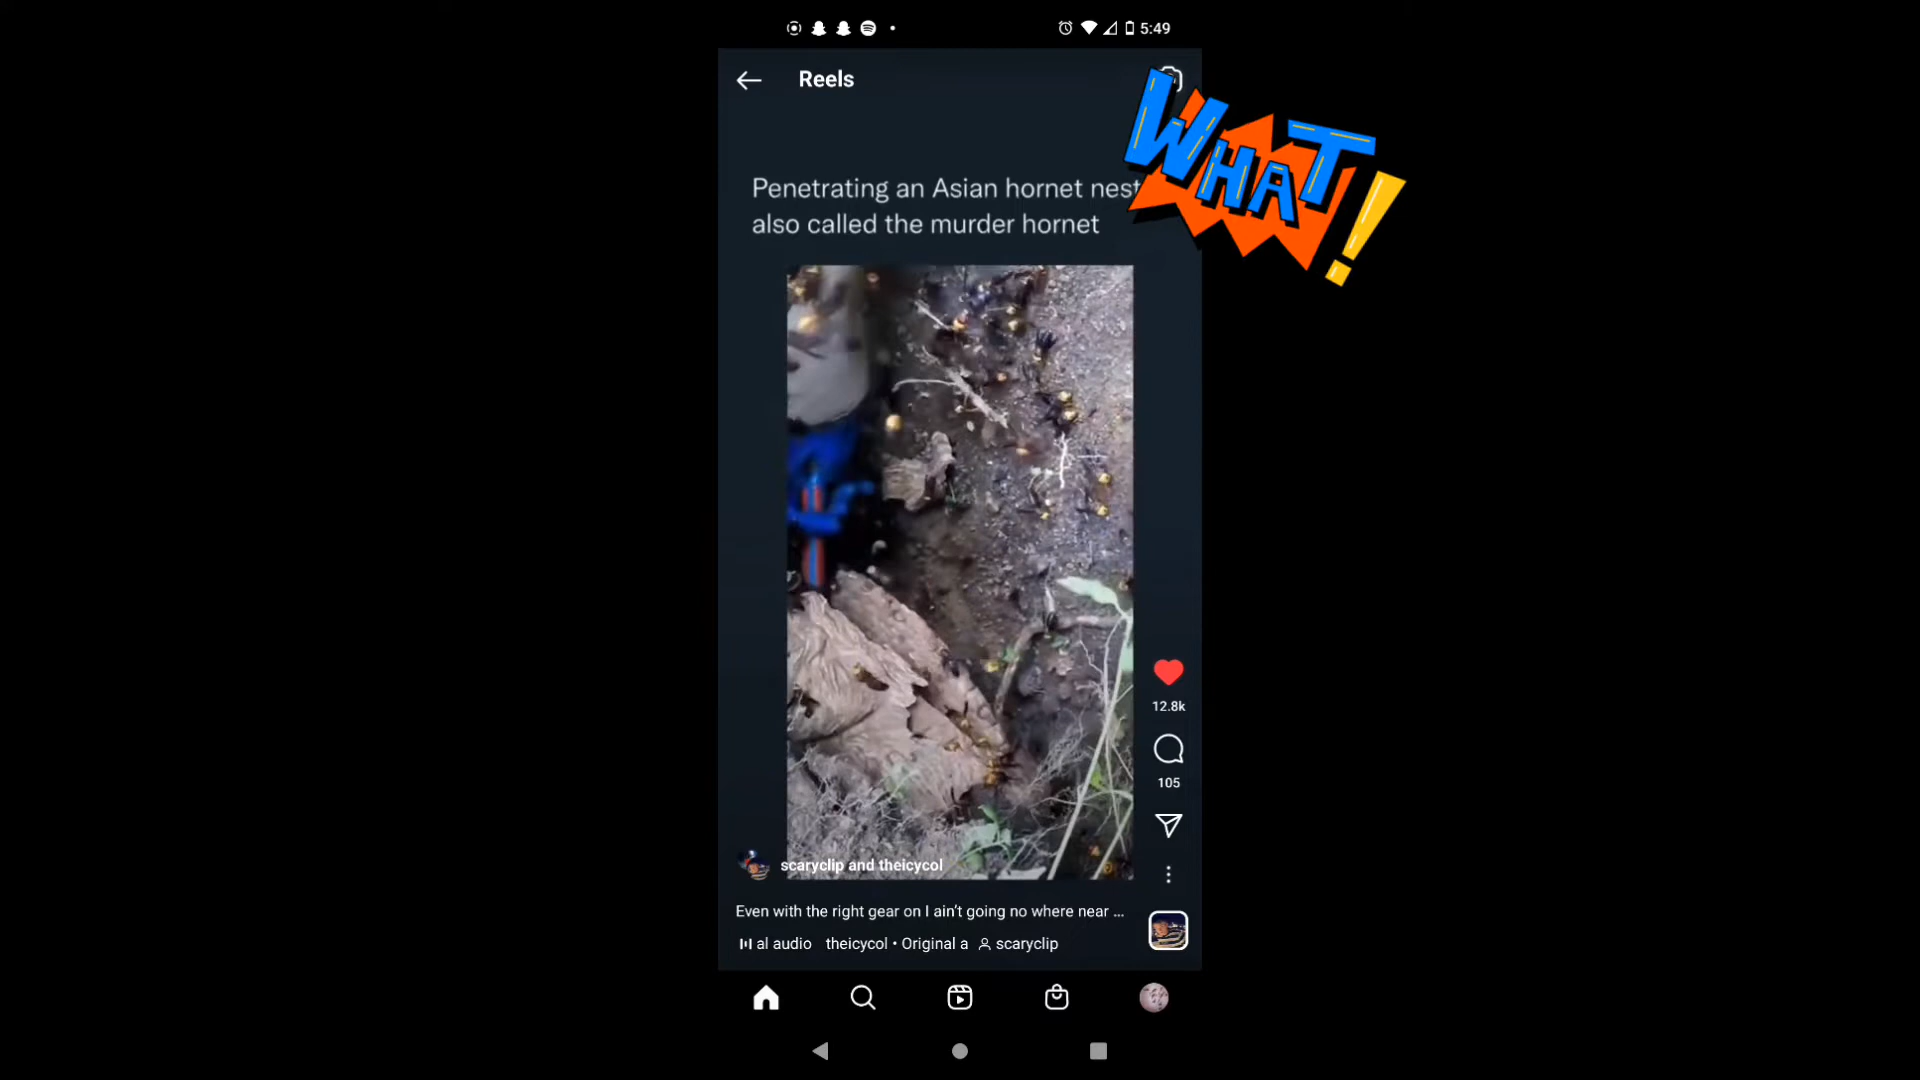 5:49
Reels
WHAT!
Penetrating an Asian hornet nest
also called the murder hornet
12.8k
105
scaryclip and theicycol
Even with the right gear on I ain't going no where near ...
al audio theicycol • Original a scaryclip